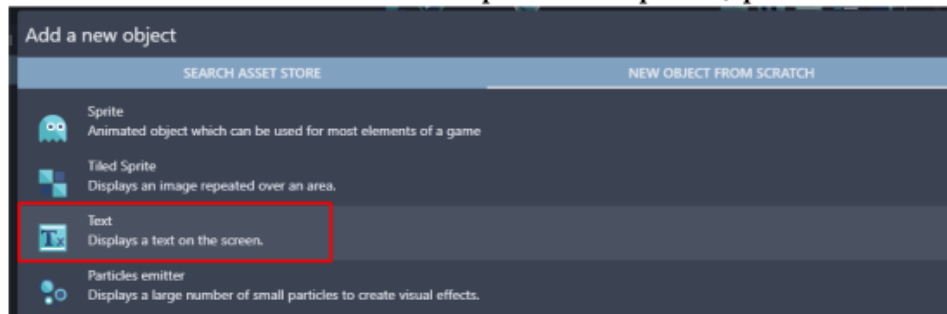 Add a new object
SEARCH ASSET STORE NEW OBJECT FROM SCRATCH
Sprite
Animated object which can be used for most elements of a game
Tiled Sprite
Displays an image repeated over an area.
Text
Tx
Displays a text on the screen.
Particles emitter
Displays a large number of small particles to create visual effects.